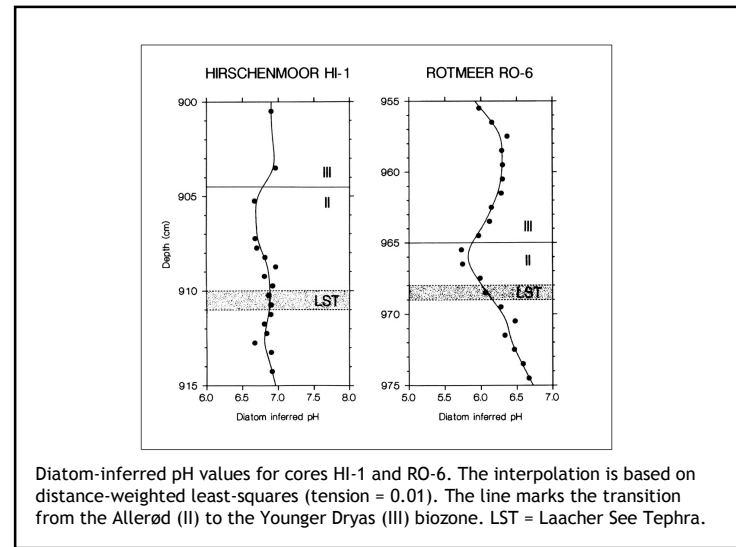 HIRSCHENMOOR HI-1
900
905
910
915
Depth (cm)
III
II
LST
6.0 7.0 8.0 9.0 8.0
Diatom inferred pH
ROTMEER RO-6
955
960
965
970
975
III
II
LST
5.0 5.5 6.0 6.5 7.0
Diatom inferred pH
Diatom-inferred pH values for cores HI-1 and RO-6. The interpolation is based on
distance-weighted least-squares (tension = 0.01). The line marks the transition
from the Allerød (II) to the Younger Dryas (III) biozone. LST = Laacher See Tephra.